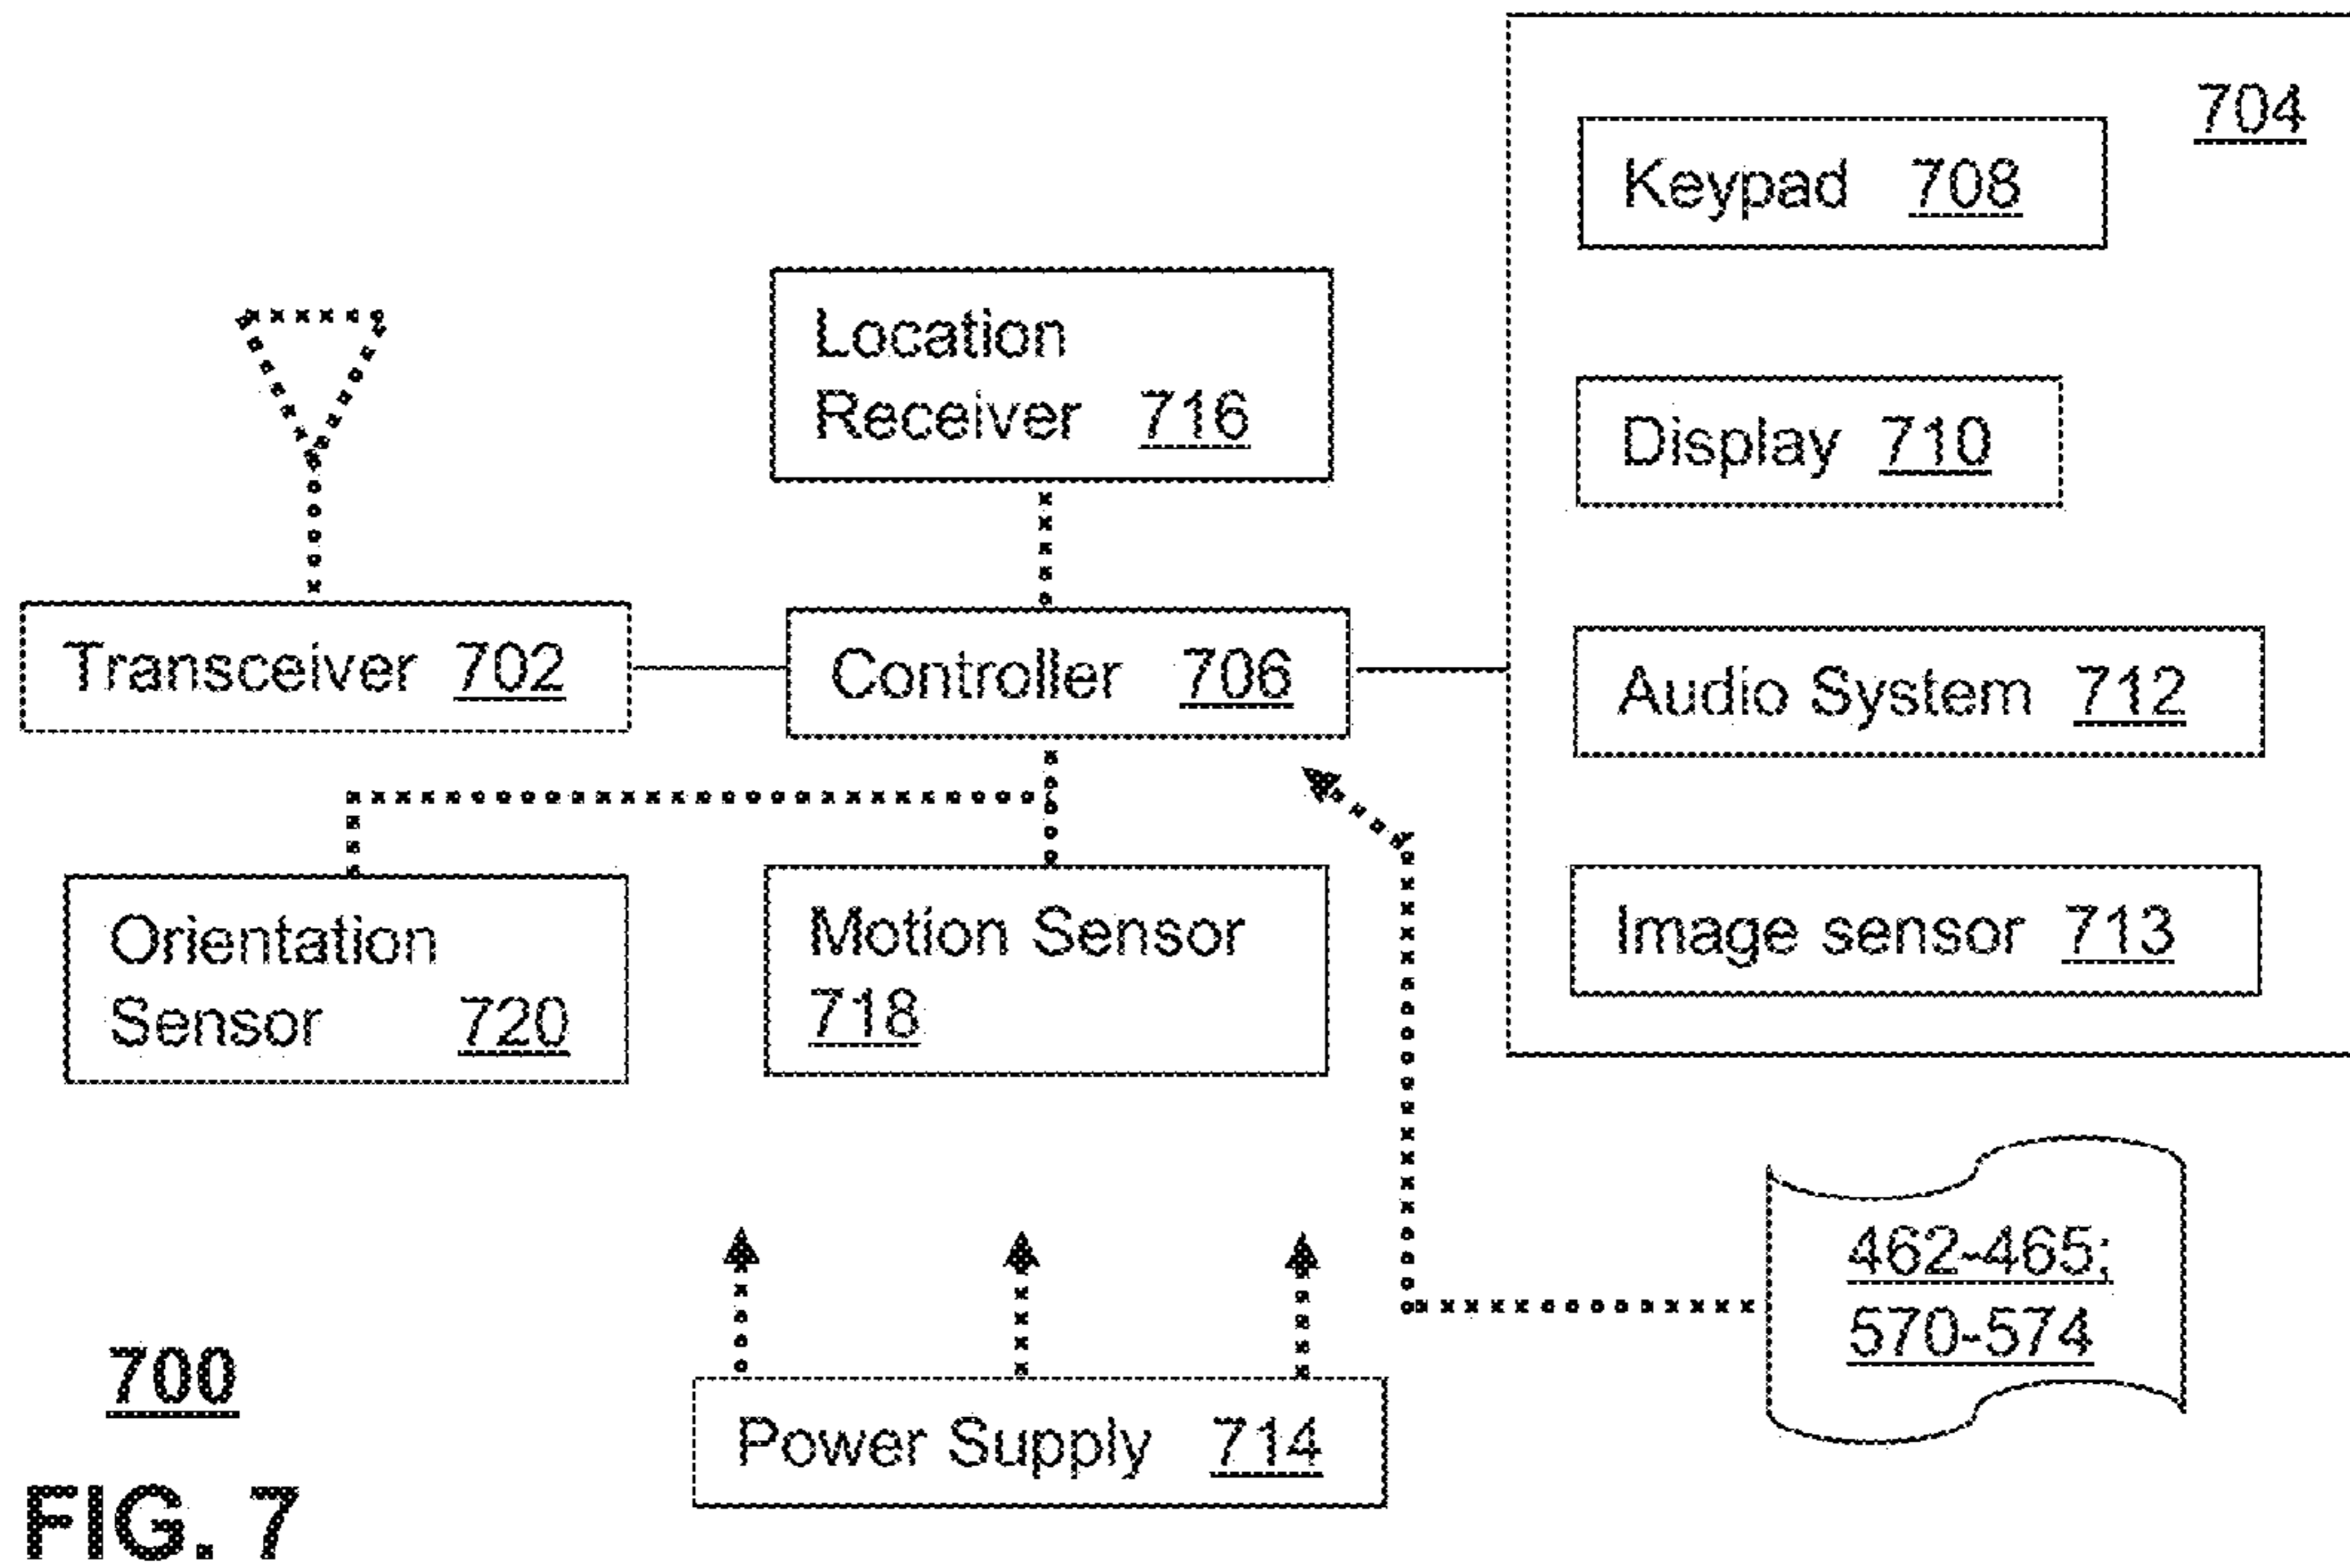 704
Keypad 708
Location
Receiver 716
Display 710
Transceiver 702
Controller 706
Audio System 712
Orientation
Sensor 720
Motion Sensor
718
Image sensor 713
462-465;
570-574
Power Supply 714
700
FIG. 7